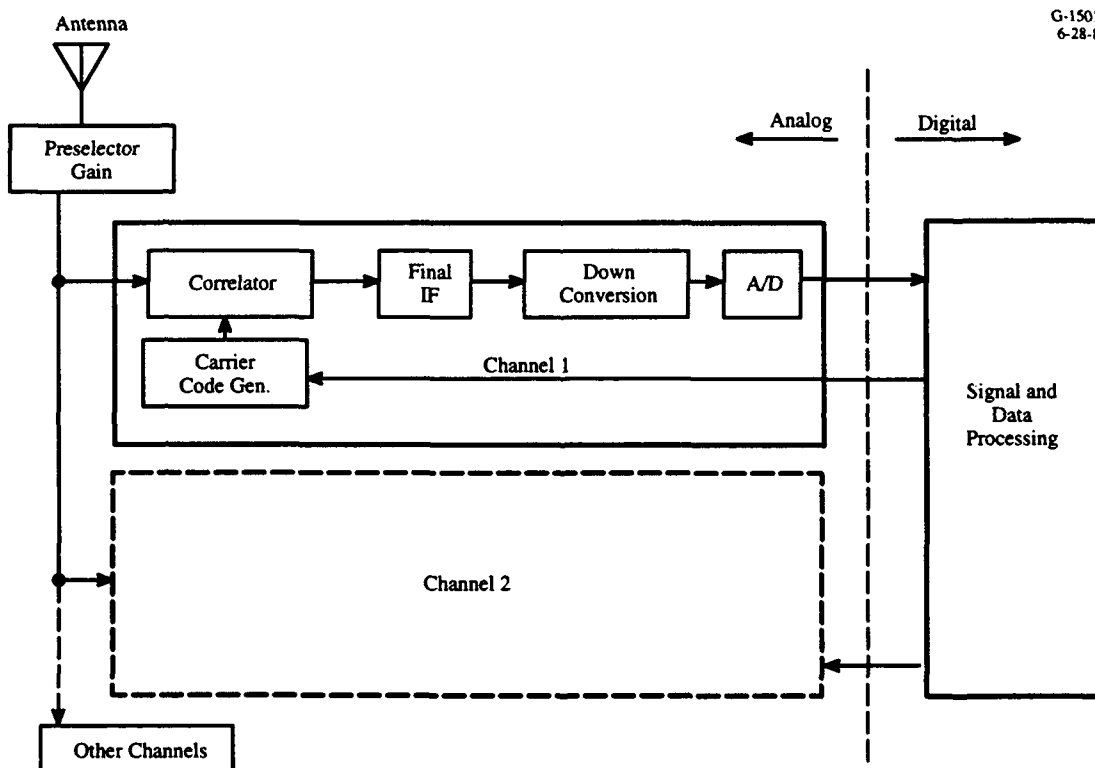 Antenna
Preselector
Gain
Analog
Digital
Correlator
Final
IF
Down
Conversion
A/D
Carrier
Code Gen.
Channel 1
Signal and
Data
Processing
Channel 2
Other Channels